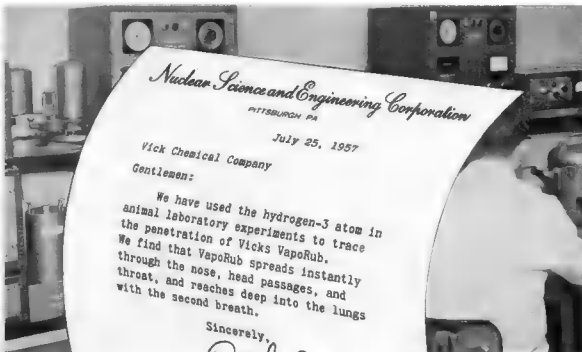 Nuclear Science and Engineering Corporation
PITTSBURGH PA
July 25, 1957
Vick Chemical Company
Gentlemen:
We have used the hydrogen-3 atom in
animal laboratory experiments to trace
the penetration of Vicks VapoRub.
We find that VapoRub spreads instantly
through the nose, head passages, and
throat, and reaches deep into the lungs
with the second breath.
Sincerely,